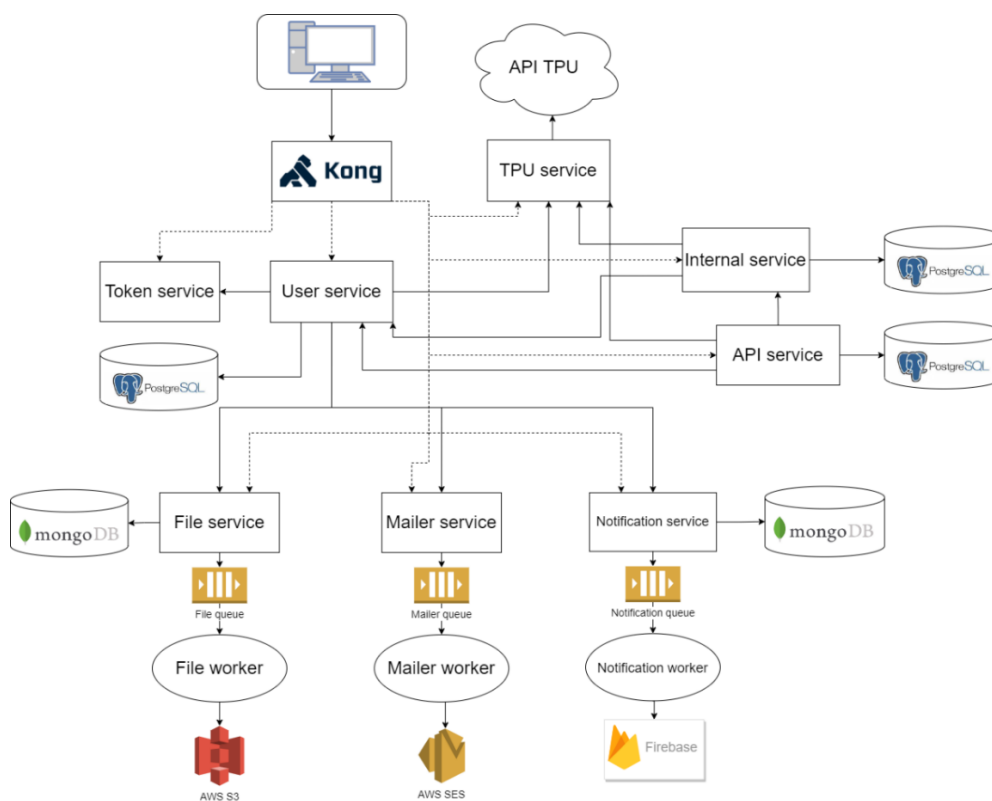 API TPU
Kong
TPU service
Token service
User service
Internal service
PostgreSQL
API service
PostgreSQL
PostgreSQL
mongoDB
File service
Mailer service
Notification service
mongoDB
File queue
Mailer queue
Notification queue
File worker
Mailer worker
Notification worker
Firebase
AWS S3
AWS SES